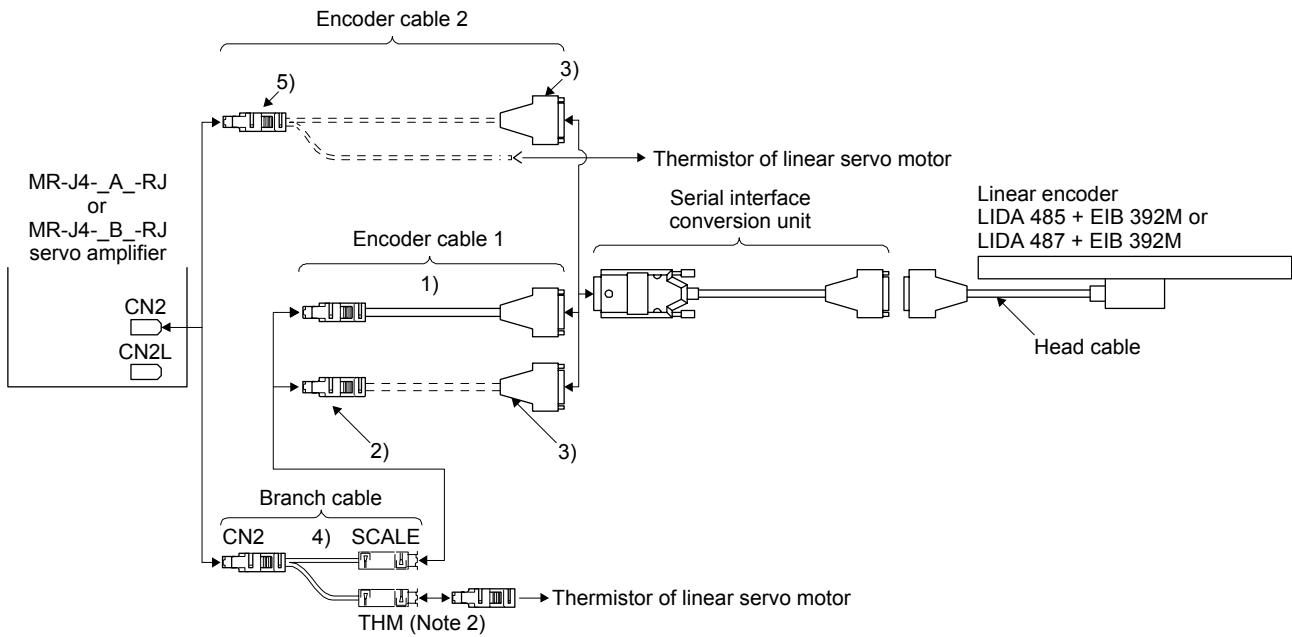 Encoder cable 2
5)
3)
Thermistor of linear servo motor
MR-J4-_A_-RJ
or
MR-J4-_B_-RJ
servo amplifier
CN2
CN2L
Encoder cable 1
1)
Serial interface
conversion unit
Linear encoder
LIDA 485 + EIB 392M or
LIDA 487 + EIB 392M
Head cable
2)
3)
Branch cable
CN2
4)
SCALE
Thermistor of linear servo motor
THM (Note 2)